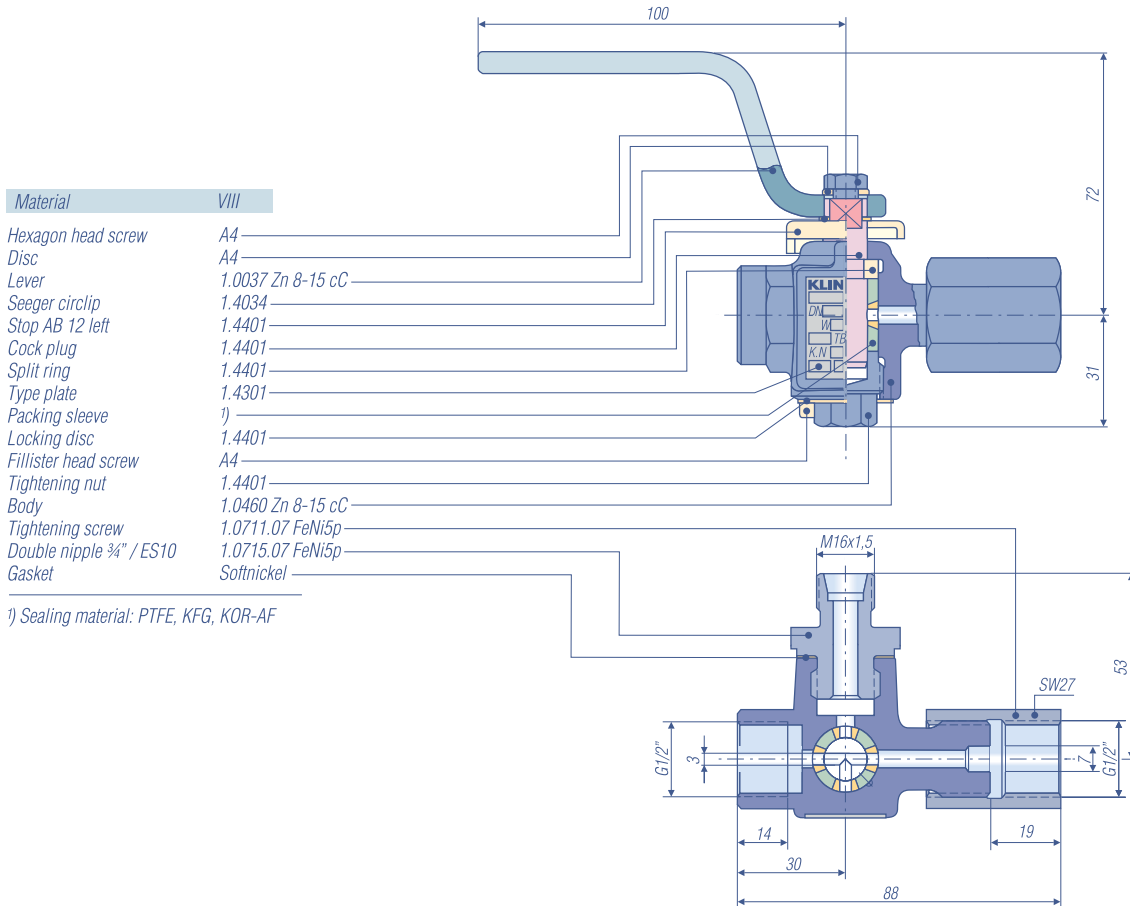 100
72
Material VIII
Hexagon head screw A4
Disc A4
Lever 1.0037 Zn 8-15 cC
Seeger circlip 1.4034
Stop AB 12 left 1.4401
Cock plug 1.4401
Split ring 1.4401
Type plate 1.4301
Packing sleeve ¹)
Locking disc 1.4401
Fillister head screw A4
Tightening nut 1.4401
Body 1.0460 Zn 8-15 cC
Tightening screw 1.0711.07 FeNi5p
Double nipple ¾” / ES10 1.0715.07 FeNi5p
Gasket Softnickel
¹) Sealing material: PTFE, KFG, KOR-AF
KLIN
DN
W
TB
K.N
31
M16x1,5
53
SW27
G1/2”
3
7
G1/2”
14
19
30
88